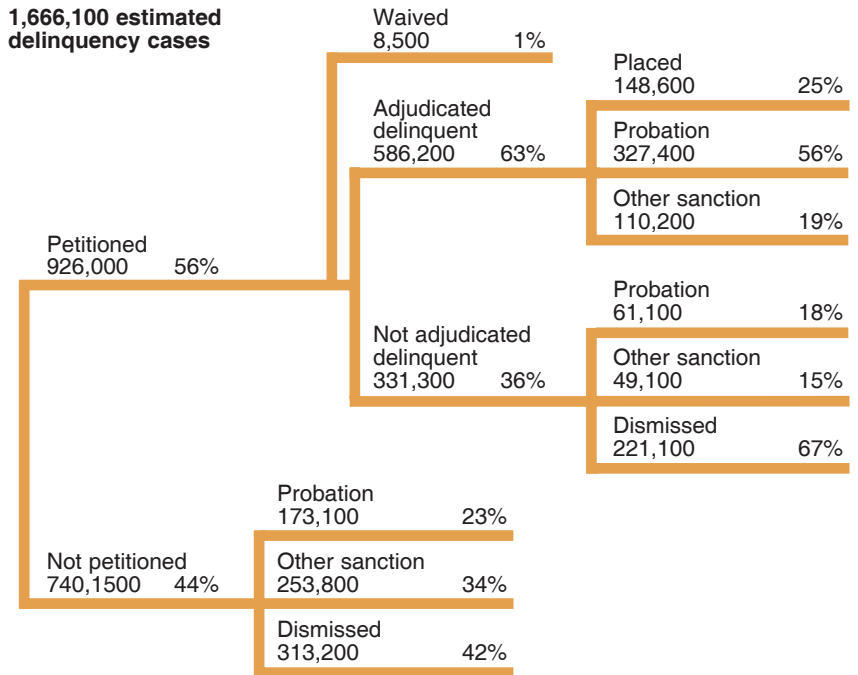 1,666,100 estimated
delinquency cases
Waived
8,500 1%
Placed
148,600 25%
Adjudicated
delinquent
586,200 63%
Probation
327,400 56%
Other sanction
110,200 19%
Petitioned
926,000 56%
Probation
61,100 18%
Not adjudicated
delinquent
331,300 36%
Other sanction
49,100 15%
Dismissed
221,100 67%
Probation
173,100 23%
Not petitioned
740,1500 44%
Other sanction
253,800 34%
Dismissed
313,200 42%